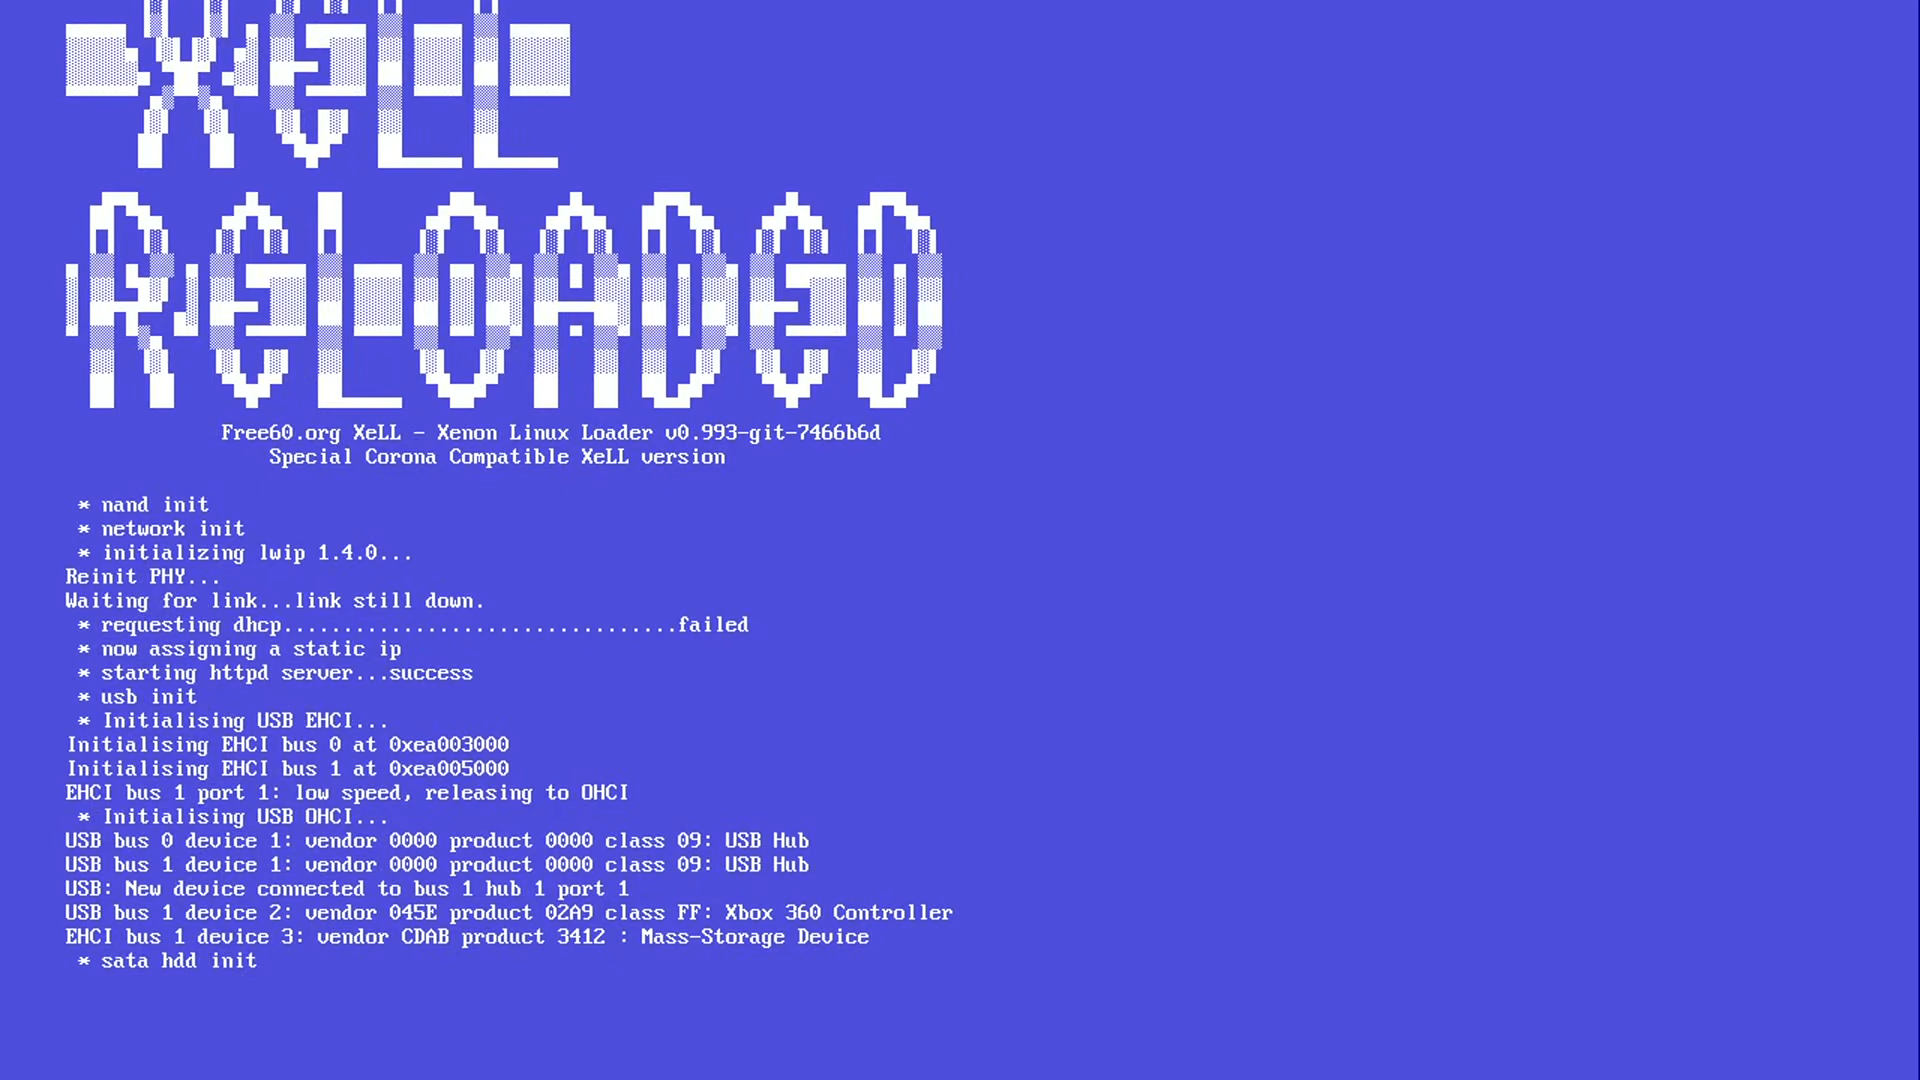 XeLL
ReLOADeD
Free60.org XeLL - Xenon Linux Loader v0.993-git-7466b6d
Special Corona Compatible XeLL version
* nand init
* network init
* initializing lwip 1.4.0...
Reinit PHY...
Waiting for link...link still down.
* requesting dhcp.................................failed
* now assigning a static ip
* starting httpd server...success
* usb init
* Initialising USB EHCI...
Initialising EHCI bus 0 at 0xea003000
Initialising EHCI bus 1 at 0xea005000
EHCI bus 1 port 1: low speed, releasing to OHCI
* Initialising USB OHCI...
USB bus 0 device 1: vendor 0000 product 0000 class 09: USB Hub
USB bus 1 device 1: vendor 0000 product 0000 class 09: USB Hub
USB: New device connected to bus 1 hub 1 port 1
USB bus 1 device 2: vendor 045E product 02A9 class FF: Xbox 360 Controller
EHCI bus 1 device 3: vendor CDAB product 3412 : Mass-Storage Device
* sata hdd init